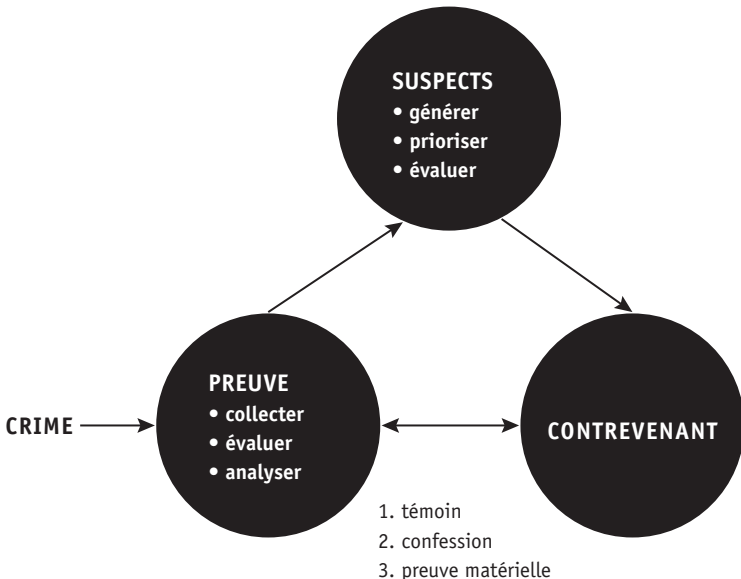 SUSPECTS
• générer
• prioriser
• évaluer
PREUVE
• collecter
• évaluer
• analyser
CRIME
CONTREVENANT
1. témoin
2. confession
3. preuve matérielle